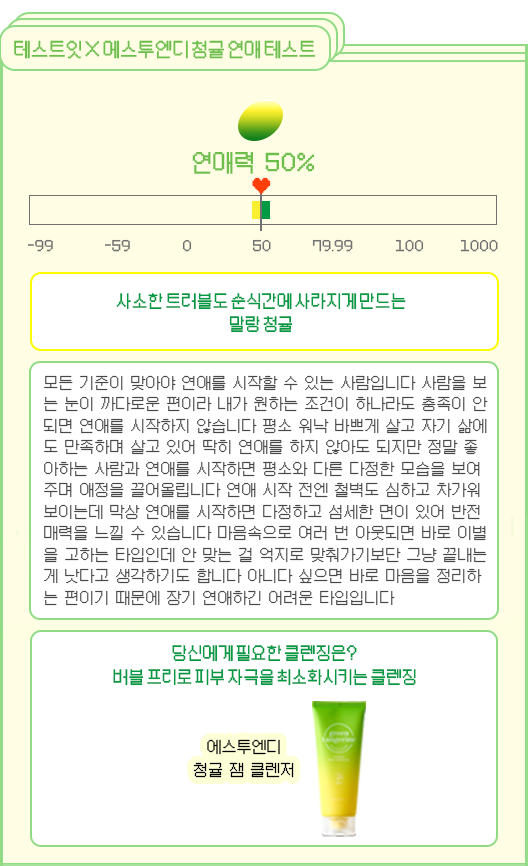 테스트잇X에스투엔디 청귤 연애 테스트
연매력 50%
-99 -59 0 50 79.99 100 1000
사소한 트러블도 순식간에 사라지게 만드는
말랑 청귤
모든 기준이 맞아야 연애를 시작할 수 있는 사람입니다 사람을 보
는 눈이 까다로운 편이라 내가 원하는 조건이 하나라도 충족이 안
되면 연애를 시작하지 않습니다 평소 워낙 바쁘게 살고 자기 삶에
도 만족하며 살고 있어 딱히 연애를 하지 않아도 되지만 정말 좋
아하는 사람과 연애를 시작하면 평소와 다른 다정한 모습을 보여
주며 애정을 끌어올립니다 연애 시작 전엔 철벽도 심하고 차가워
보이는데 막상 연애를 시작하면 다정하고 섬세한 면이 있어 반전
매력을 느낄 수 있습니다 마음속으로 여러 번 아웃되면 바로 이별
을 고하는 타입인데 안 맞는 걸 억지로 맞춰가기보단 그냥 끝내는
게 낫다고 생각하기도 합니다 아니다 싶으면 바로 마음을 정리하
는 편이기 때문에 장기 연애하긴 어려운 타입입니다
당신에게 필요한 클렌징은?
버블 프리로 피부 자극을 최소화시키는 클렌징
green
tangerine
에스투엔디
청귤 잼 클렌저